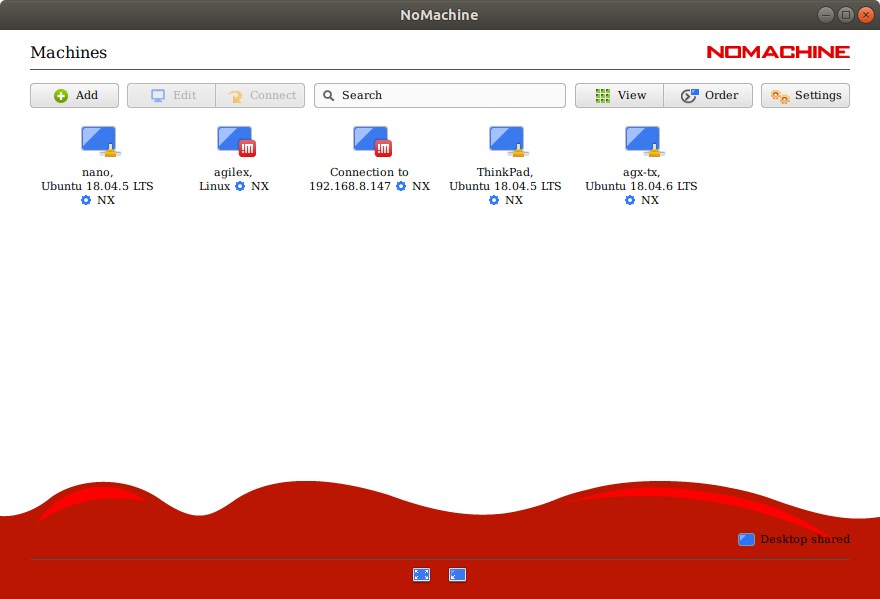 NoMachine
Machines
NOMACHINE
Add
Edit
Connect
Search
View
Order
Settings
nano,
Ubuntu 18.04.5 LTS
NX
agilex,
Linux NX
Connection to
192.168.8.147 NX
ThinkPad,
Ubuntu 18.04.5 LTS
NX
agx-tx,
Ubuntu 18.04.6 LTS
NX
Desktop shared